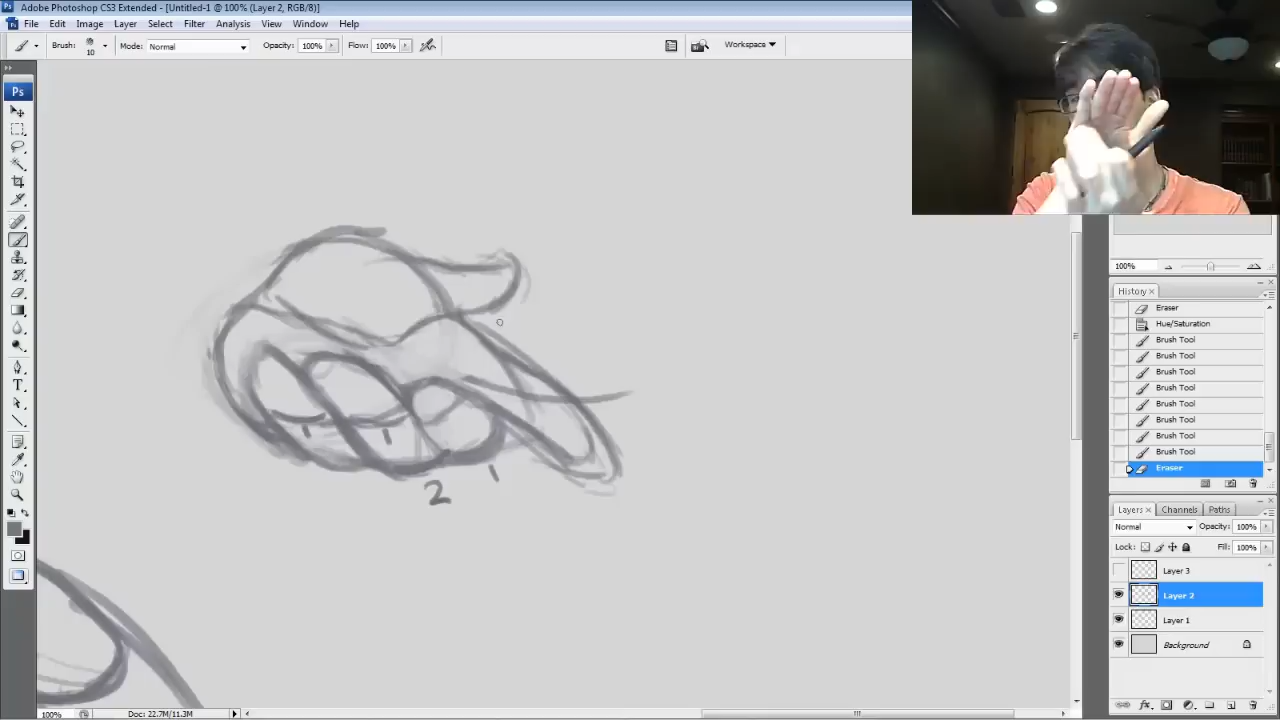 Adobe Photoshop CS3 Extended - [Untitled-1 @ 100% (Layer 2, RGB/8)]
File Edit Image Layer Select Filter Analysis View Window Help
Brush: 10 Mode: Normal Opacity: 100% Flow: 100% Workspace
Ps
T
2
1
100%
History
Eraser
Hue/Saturation
Brush Tool
Brush Tool
Brush Tool
Brush Tool
Brush Tool
Brush Tool
Brush Tool
Brush Tool
Eraser
Layers Channels Paths
Normal Opacity: 100%
Lock: Fill: 100%
Layer 3
Layer 2
Layer 1
Background
fx
100% Doc: 22.7M/11.3M